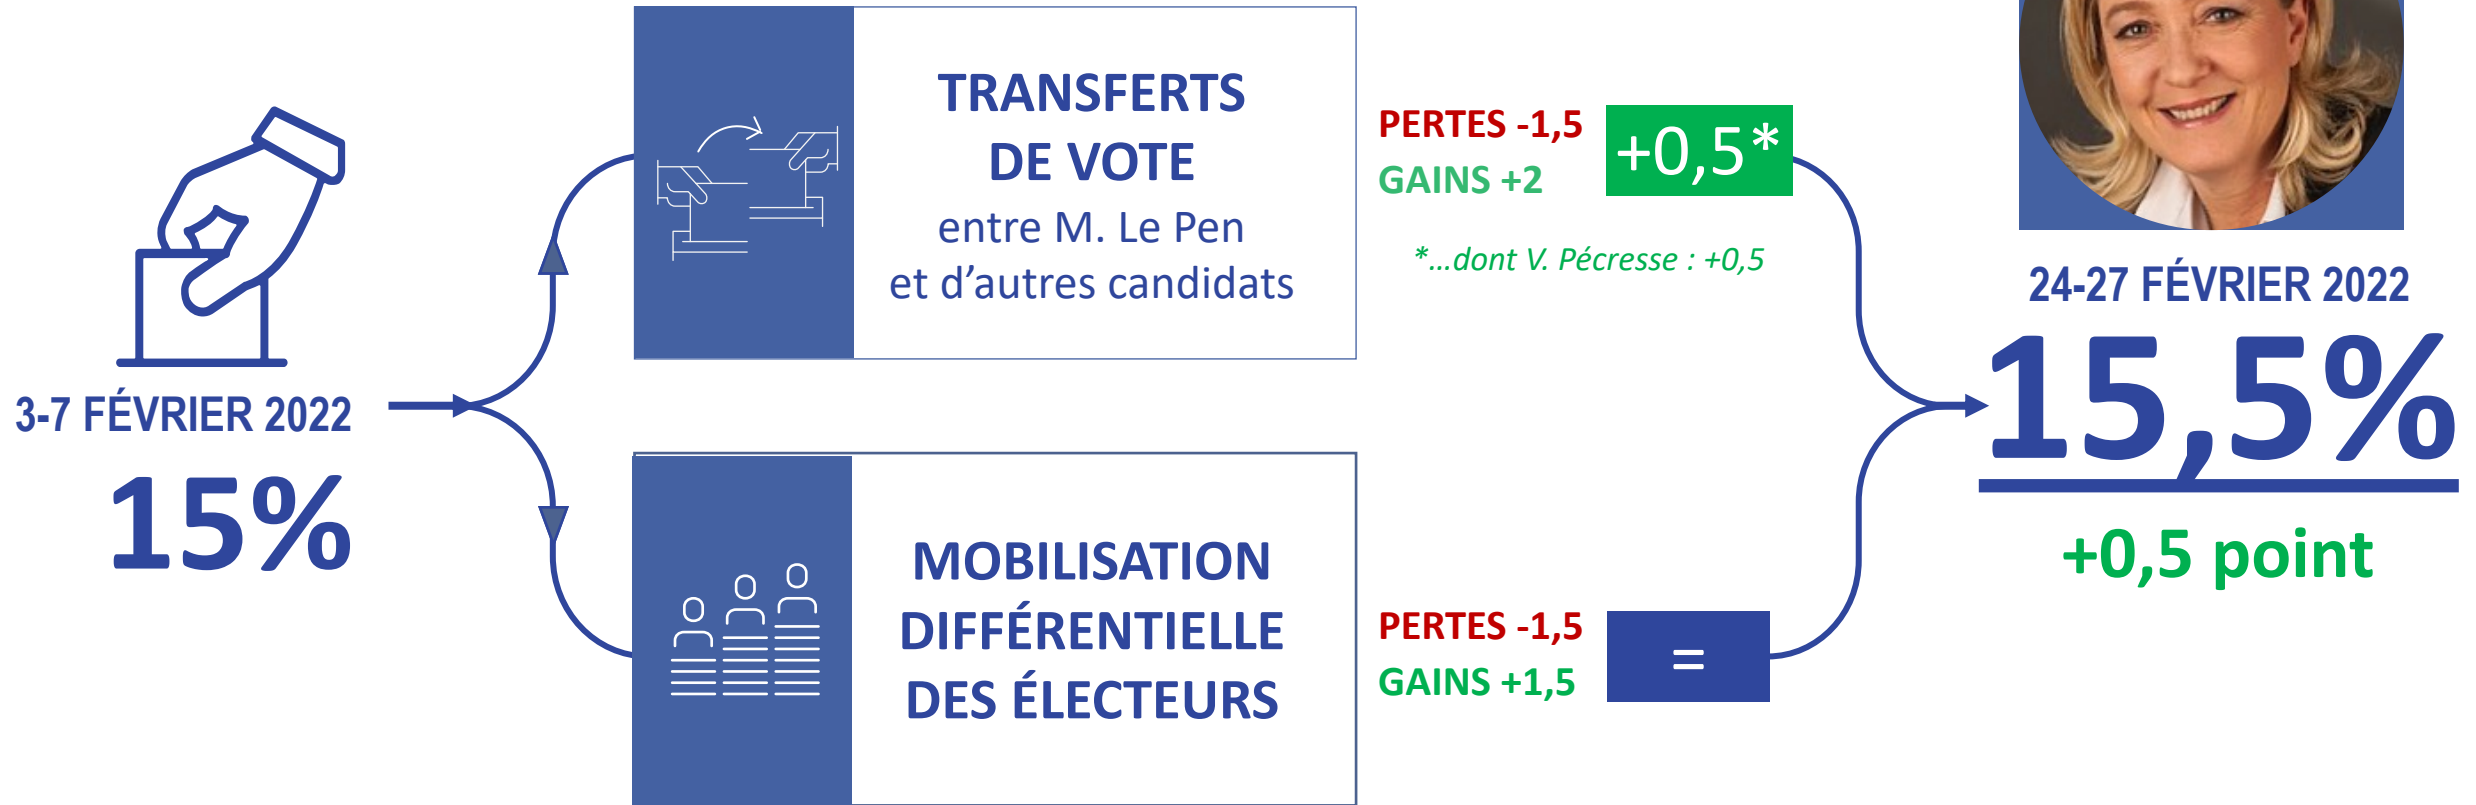 3-7 FÉVRIER 2022
15%
TRANSFERTS
DE VOTE
entre M. Le Pen
et d’autres candidats
PERTES -1,5
GAINS +2
+0,5*
*…dont V. Pécresse : +0,5
MOBILISATION
DIFFÉRENTIELLE
DES ÉLECTEURS
PERTES -1,5
GAINS +1,5
=
24-27 FÉVRIER 2022
15,5%
+0,5 point